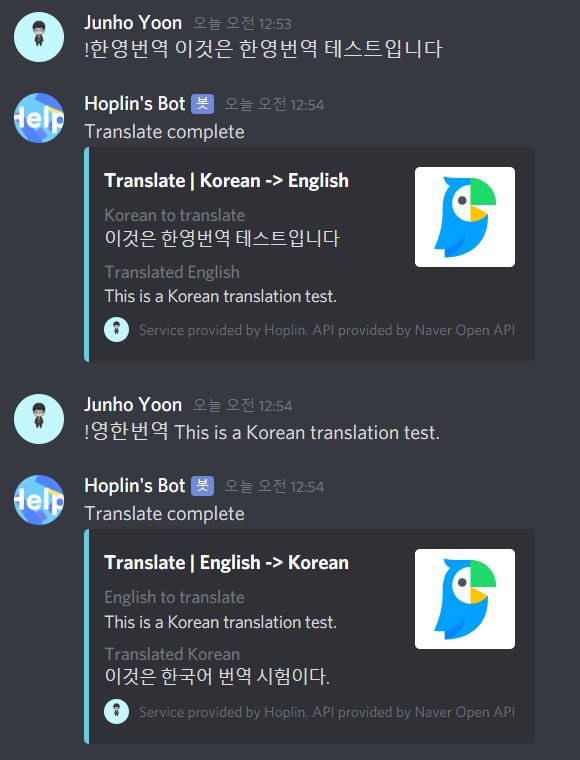 Junho Yoon 오늘 오전 12:53
!한영번역 이것은 한영번역 테스트입니다
Help
Hoplin's Bot 봇 오늘 오전 12:54
Translate complete
Translate | Korean -> English
Korean to translate
이것은 한영번역 테스트입니다
Translated English
This is a Korean translation test.
Service provided by Hoplin. API provided by Naver Open API
Junho Yoon 오늘 오전 12:54
!영한번역 This is a Korean translation test.
Help
Hoplin's Bot 봇 오늘 오전 12:54
Translate complete
Translate | English -> Korean
English to translate
This is a Korean translation test.
Translated Korean
이것은 한국어 번역 시험이다.
Service provided by Hoplin. API provided by Naver Open API